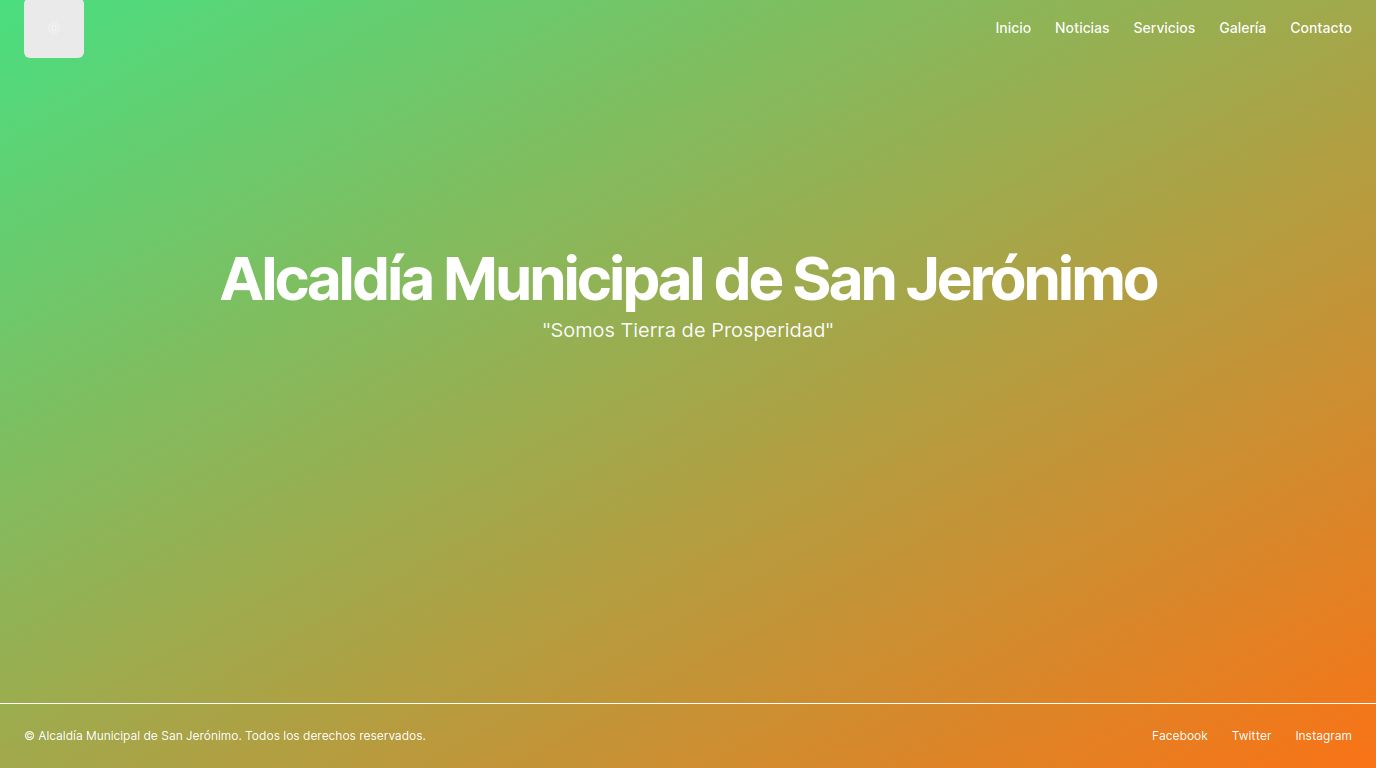 Inicio Noticias Servicios Galería Contacto
Alcaldía Municipal de San Jerónimo
"Somos Tierra de Prosperidad"
© Alcaldía Municipal de San Jerónimo. Todos los derechos reservados. Facebook Twitter Instagram